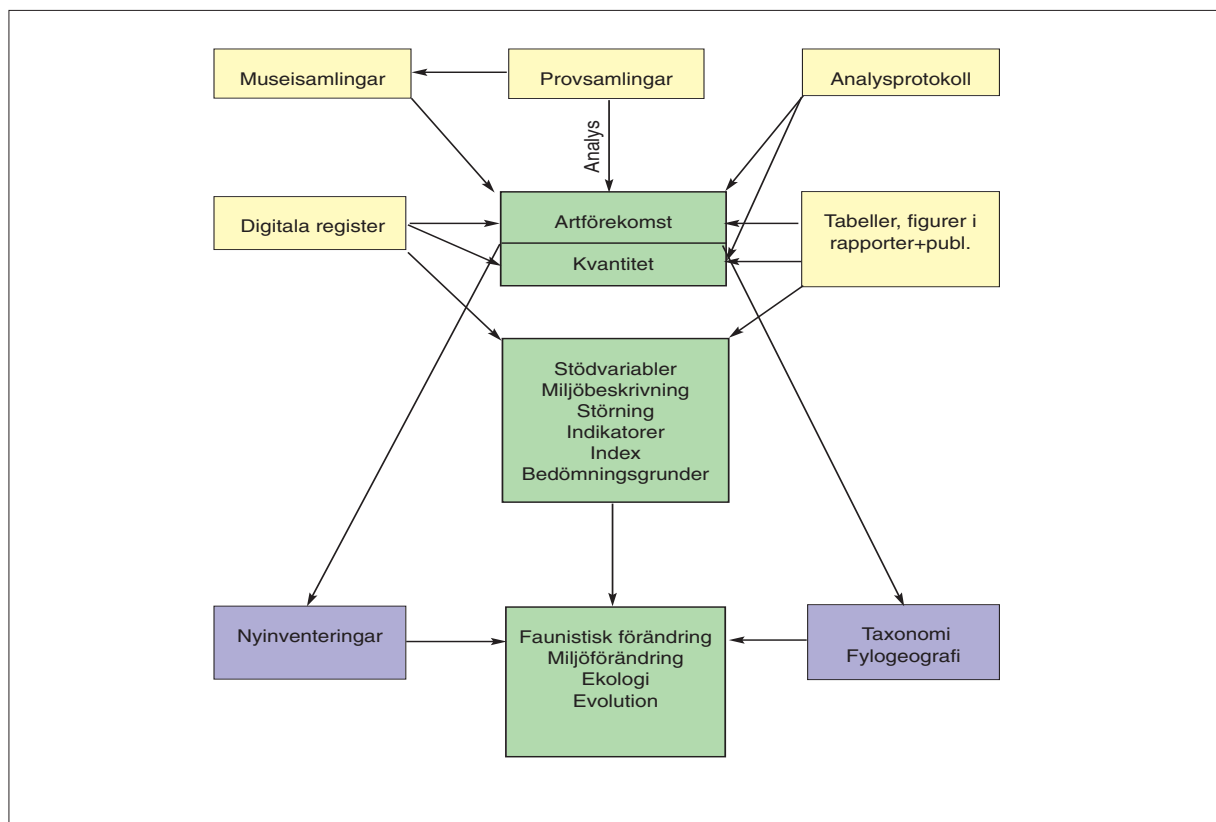 Museisamlingar
Provsamlingar
Analysprotokoll
Analys
Digitala register
Artförekomst
Kvantitet
Tabeller, figurer i
rapporter+publ.
Stödvariabler
Miljöbeskrivning
Störning
Indikatorer
Index
Bedömningsgrunder
Nyinventeringar
Faunistisk förändring
Miljöförändring
Ekologi
Evolution
Taxonomi
Fylogeografi